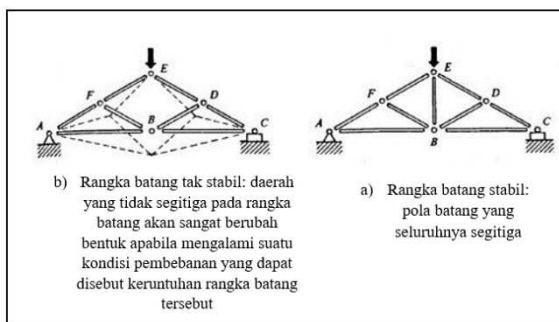 E
F
D
A
B
C
b) Rangka batang tak stabil: daerah
yang tidak segitiga pada rangka
batang akan sangat berubah
bentuk apabila mengalami suatu
kondisi pembebanan yang dapat
disebut keruntuhan rangka batang
tersebut
E
F
D
A
B
C
a) Rangka batang stabil:
pola batang yang
seluruhnya segitiga